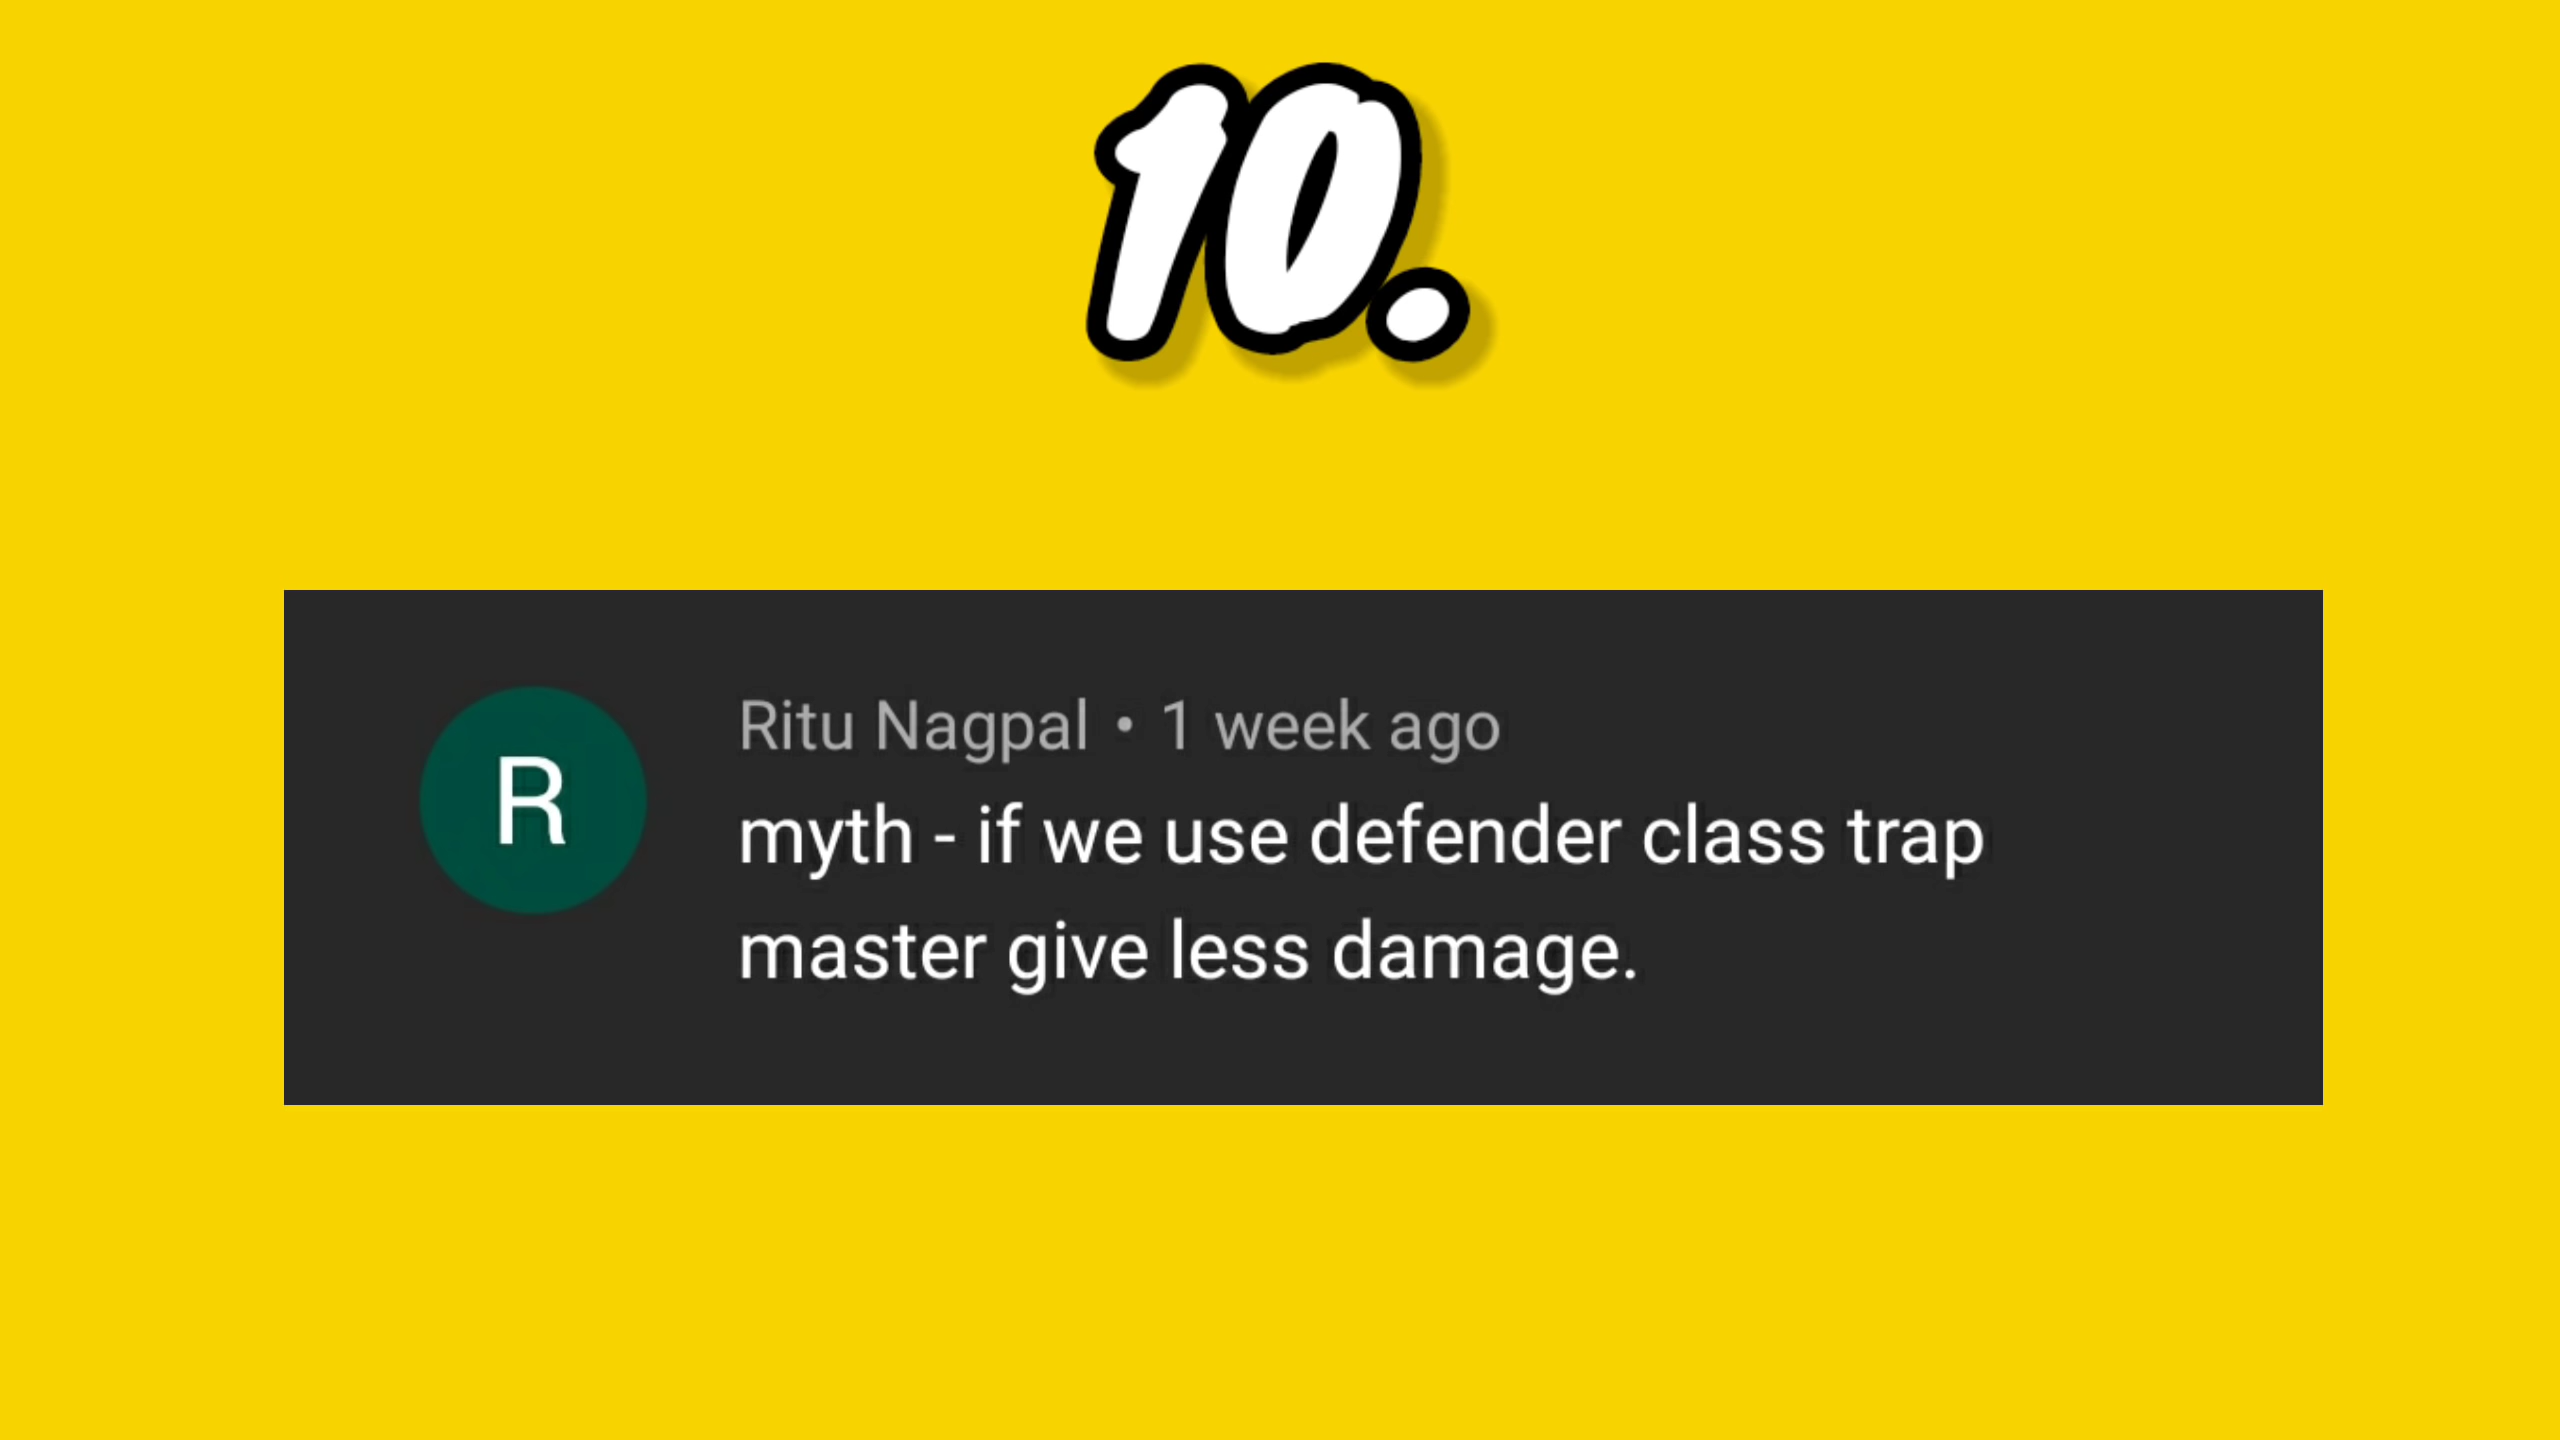 10.
R
Ritu Nagpal • 1 week ago
myth - if we use defender class trap
master give less damage.